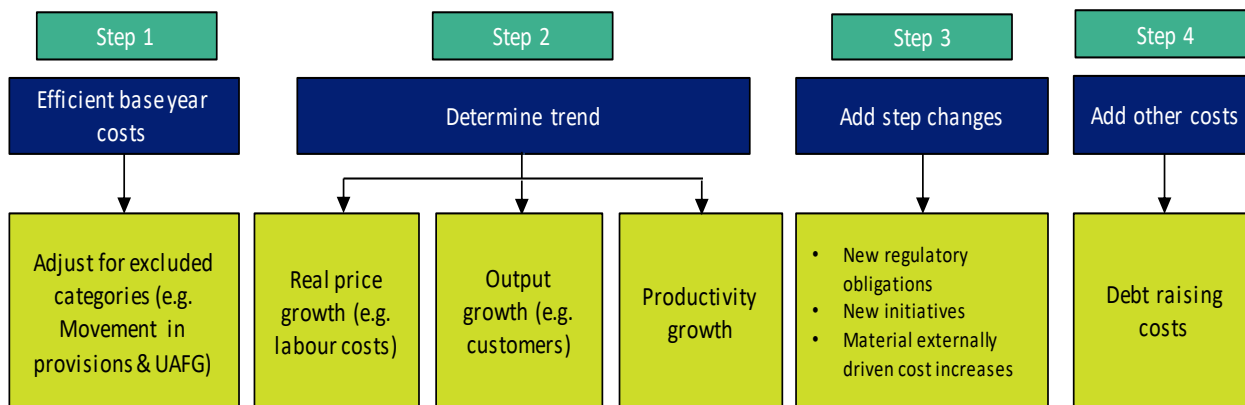 Step 1
Step 2
Step 3
Step 4
Efficient base year
costs
Determine trend
Add step changes
Add other costs
Adjust for excluded
categories (e.g.
Movement in
provisions & UAFG)
Real price
growth (e.g.
labour costs)
Output
growth (e.g.
customers)
Productivity
growth
• New regulatory
obligations
• New initiatives
• Material externally
driven cost increases
Debt raising
costs